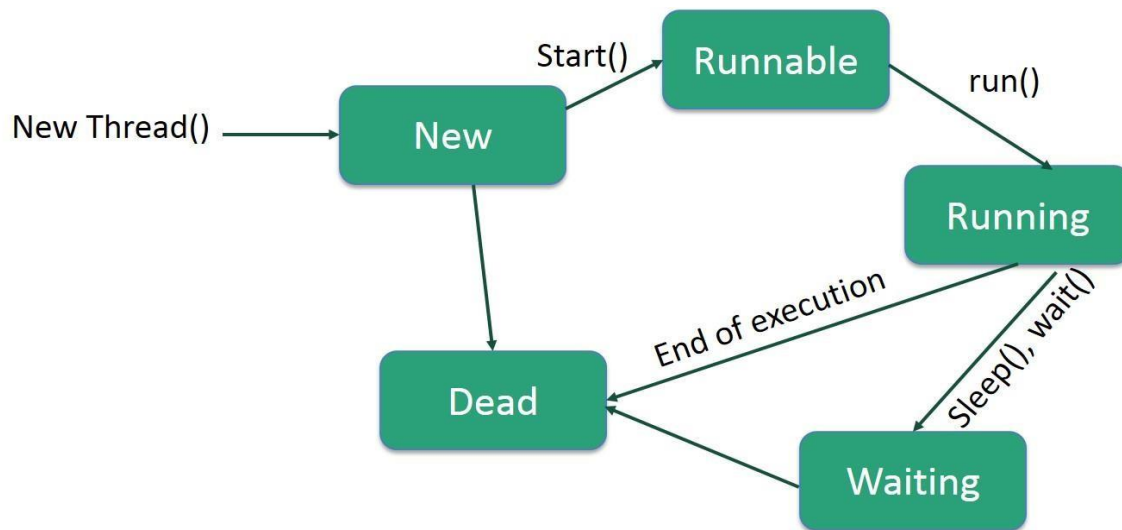 New Thread()
New
Start()
Runnable
run()
Running
End of execution
Sleep(), wait()
Dead
Waiting